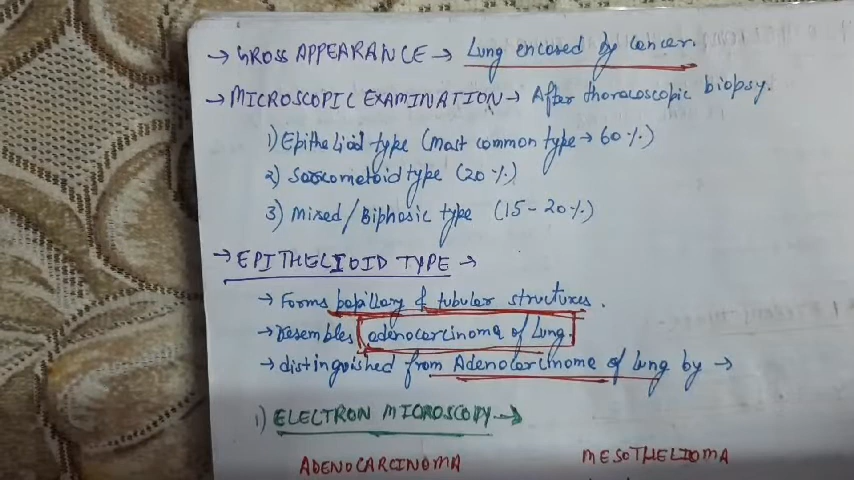 → GROSS APPEARANCE → Lung encased by cancer.
→ MICROSCOPIC EXAMINATION → After thoracoscopic biopsy.
1) Epithelioid type (most common type → 60%)
2) Sarcomatoid type (20%)
3) Mixed/Biphasic type (15-20%)
→ EPITHELIOID TYPE →
→ Forms papillary & tubular structures.
→ Resembles adenocarcinoma of Lung.
→ distinguished from Adenocarcinoma of lung by →
1) ELECTRON MICROSCOPY →
ADENOCARCINOMA MESOTHELIOMA